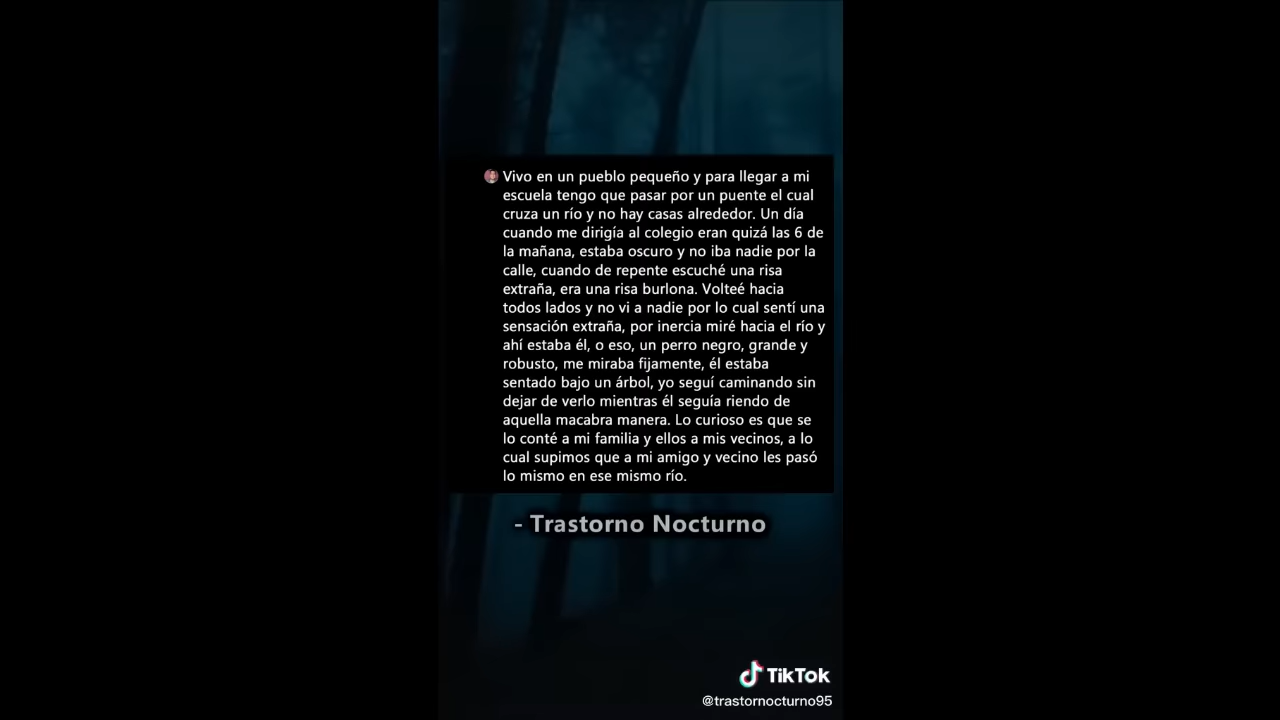 Vivo en un pueblo pequeño y para llegar a mi
escuela tengo que pasar por un puente el cual
cruza un río y no hay casas alrededor. Un día
cuando me dirigía al colegio eran quizá las 6 de
la mañana, estaba oscuro y no iba nadie por la
calle, cuando de repente escuché una risa
extraña, era una risa burlona. Volteé hacia
todos lados y no vi a nadie por lo cual sentí una
sensación extraña, por inercia miré hacia el río y
ahí estaba él, o eso, un perro negro, grande y
robusto, me miraba fijamente, él estaba
sentado bajo un árbol, yo seguí caminando sin
dejar de verlo mientras él seguía riendo de
aquella macabra manera. Lo curioso es que se
lo conté a mi familia y ellos a mis vecinos, a lo
cual supimos que a mi amigo y vecino les pasó
lo mismo en ese mismo río.
- Trastorno Nocturno
TikTok
@trastornocturno95